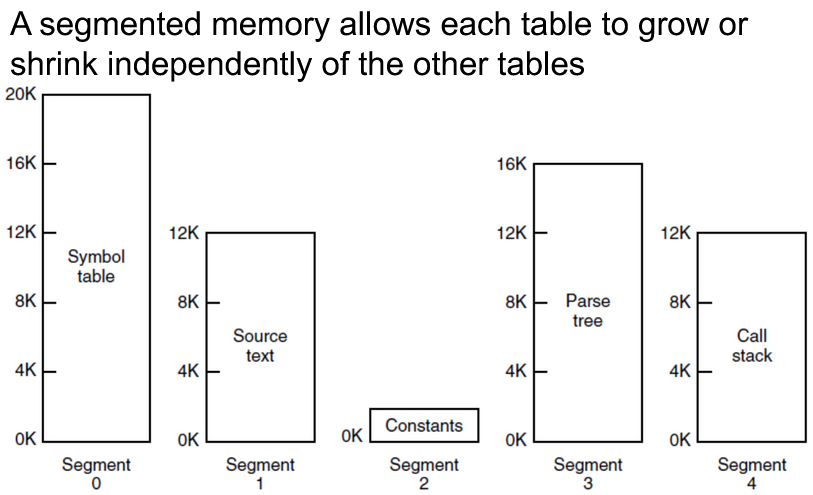 A segmented memory allows each table to grow or
shrink independently of the other tables
20K
16K
12K
8K
4K
0K
Symbol
table
Segment
0
12K
8K
4K
0K
Source
text
Segment
1
0K
Constants
Segment
2
16K
12K
8K
4K
0K
Parse
tree
Segment
3
12K
8K
4K
0K
Call
stack
Segment
4